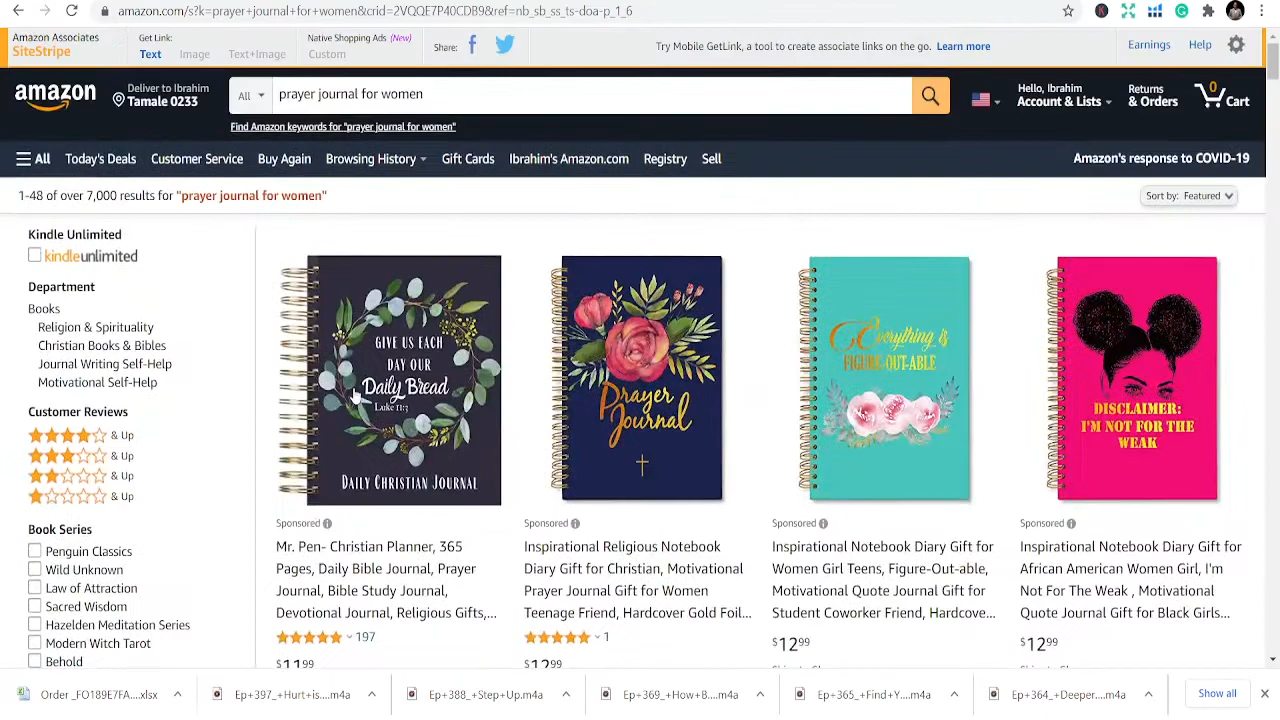 amazon.com/s?k=prayer+journal+for+women&crid=2VQQE7P40CDB9&ref=nb_sb_ss_ts-doa-p_1_6
Amazon Associates
SiteStripe
Get Link:
Text Image Text+Image
Native Shopping Ads (New)
Custom
Share:
Try Mobile GetLink, a tool to create associate links on the go. Learn more
Earnings Help
amazon
Deliver to Ibrahim
Tamale 0233
All
prayer journal for women
Find Amazon keywords for "prayer journal for women"
Hello, Ibrahim
Account & Lists
Returns
& Orders
0
Cart
All Today's Deals Customer Service Buy Again Browsing History Gift Cards Ibrahim's Amazon.com Registry Sell
Amazon's response to COVID-19
1-48 of over 7,000 results for "prayer journal for women"
Sort by: Featured
Kindle Unlimited
kindleunlimited
Department
Books
Religion & Spirituality
Christian Books & Bibles
Journal Writing Self-Help
Motivational Self-Help
Customer Reviews
& Up
& Up
& Up
& Up
Book Series
Penguin Classics
Wild Unknown
Law of Attraction
Sacred Wisdom
Hazelden Meditation Series
Modern Witch Tarot
Behold
GIVE US EACH
DAY OUR
Daily Bread
Luke 11:3
DAILY CHRISTIAN JOURNAL
Sponsored
Mr. Pen- Christian Planner, 365
Pages, Daily Bible Journal, Prayer
Journal, Bible Study Journal,
Devotional Journal, Religious Gifts,...
197
$11.99
Prayer
Journal
Sponsored
Inspirational Religious Notebook
Diary Gift for Christian, Motivational
Prayer Journal Gift for Women
Teenage Friend, Hardcover Gold Foil...
1
$12.99
Everything is
FIGURE-OUT-ABLE
Sponsored
Inspirational Notebook Diary Gift for
Women Girl Teens, Figure-Out-able,
Motivational Quote Journal Gift for
Student Coworker Friend, Hardcove...
$12.99
DISCLAIMER:
I'M NOT FOR THE
WEAK
Sponsored
Inspirational Notebook Diary Gift for
African American Women Girl, I'm
Not For The Weak , Motivational
Quote Journal Gift for Black Girls...
$12.99
Order_FO189E7FA....xlsx
Ep+397_+Hurt+is....m4a
Ep+388_+Step+Up.m4a
Ep+369_+How+B....m4a
Ep+365_+Find+Y....m4a
Ep+364_+Deeper....m4a
Show all